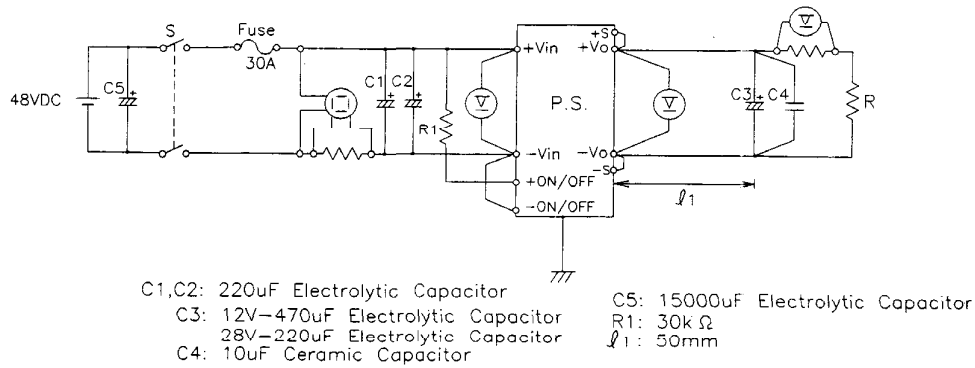 S
Fuse
30A
48VDC
C5
+
C1
+
C2
+
R1
V
+Vin
-Vin
+ON/OFF
-ON/OFF
P.S.
+S
+Vo
-Vo
-S
V
V
C3
+
C4
R
ℓ1
C1,C2: 220uF Electrolytic Capacitor
C3: 12V-470uF Electrolytic Capacitor
28V-220uF Electrolytic Capacitor
C4: 10uF Ceramic Capacitor
C5: 15000uF Electrolytic Capacitor
R1: 30kΩ
ℓ1: 50mm